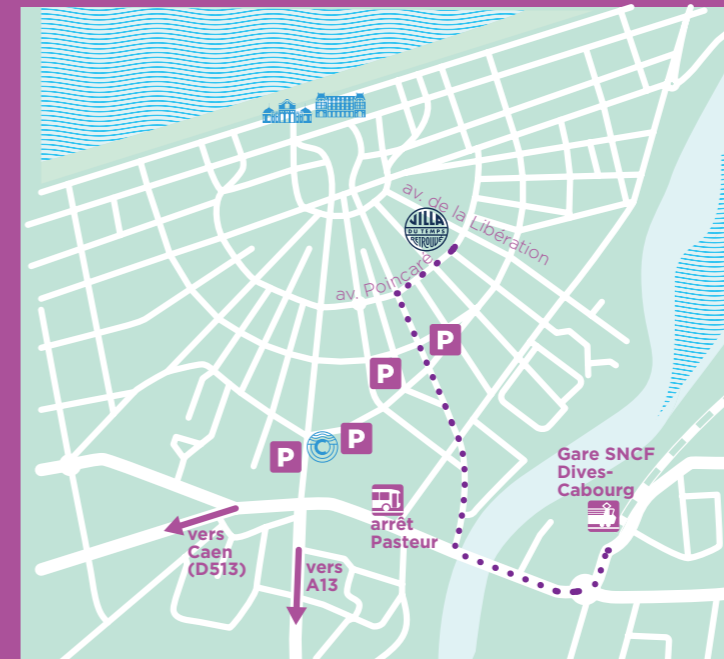 av. de la Libération
VILLA
DU TEMPS
RETROUVÉ
av. Poincaré
P
P
P
C
P
Gare SNCF
Dives-
Cabourg
arrêt
Pasteur
vers
Caen
(D513)
vers
A13